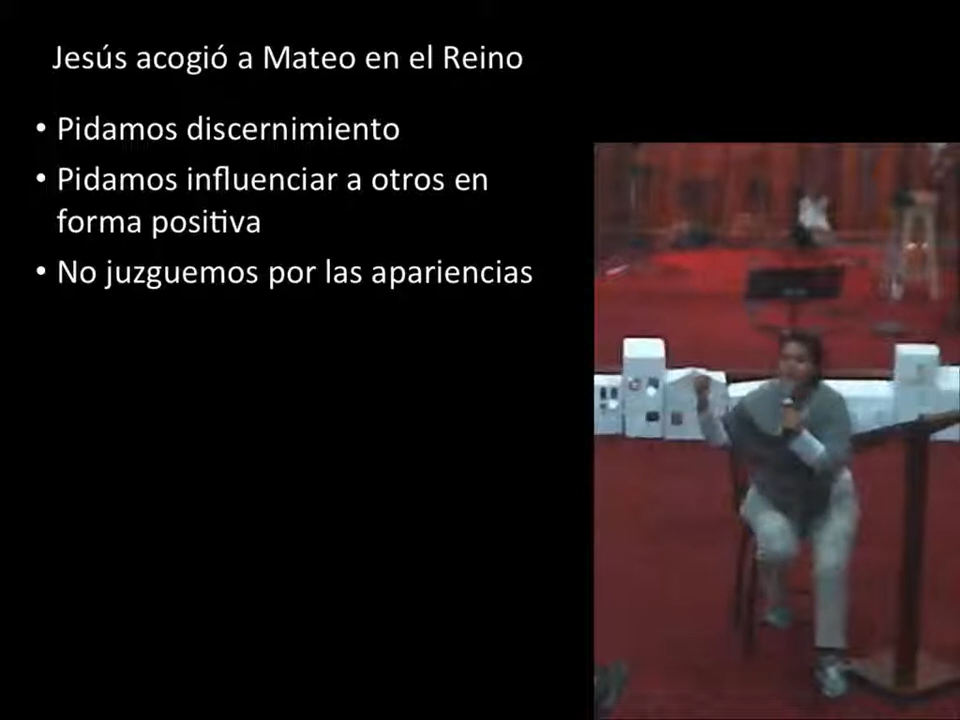 Jesús acogió a Mateo en el Reino
• Pidamos discernimiento
• Pidamos influenciar a otros en
forma positiva
• No juzguemos por las apariencias